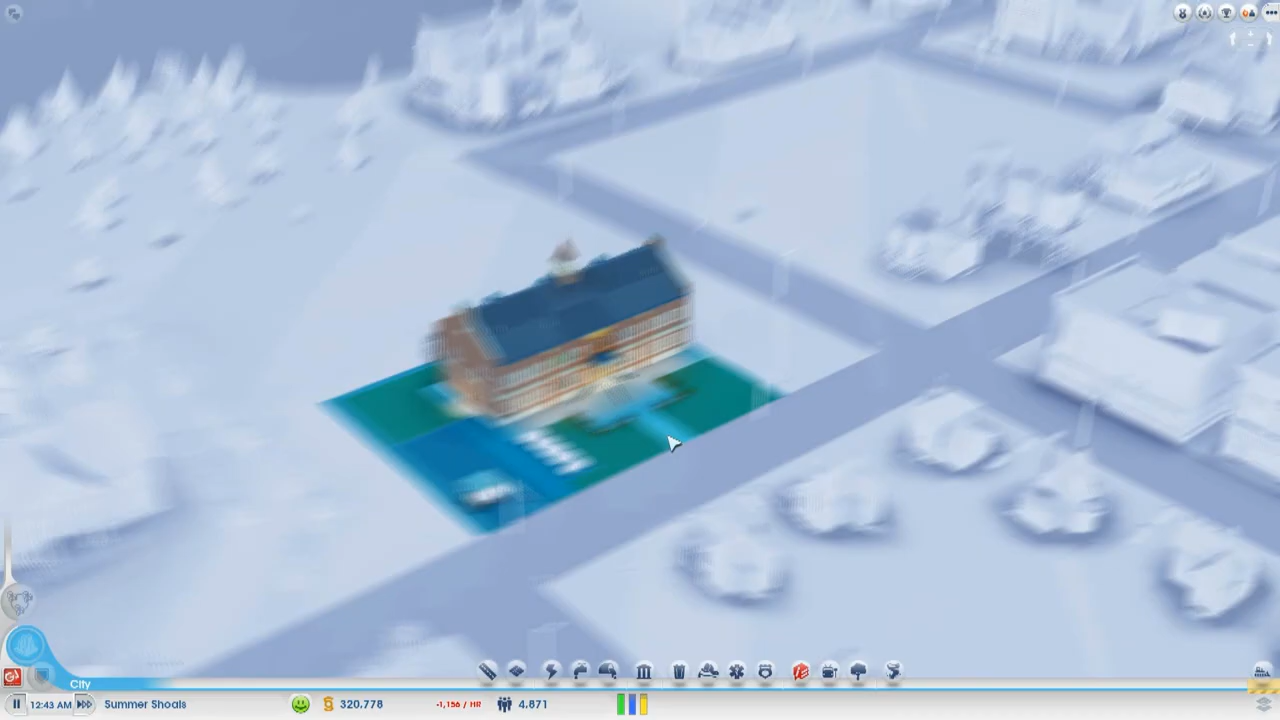 City
12:43 AM
Summer Shoals
320,778
-1,156 / HR
4,871